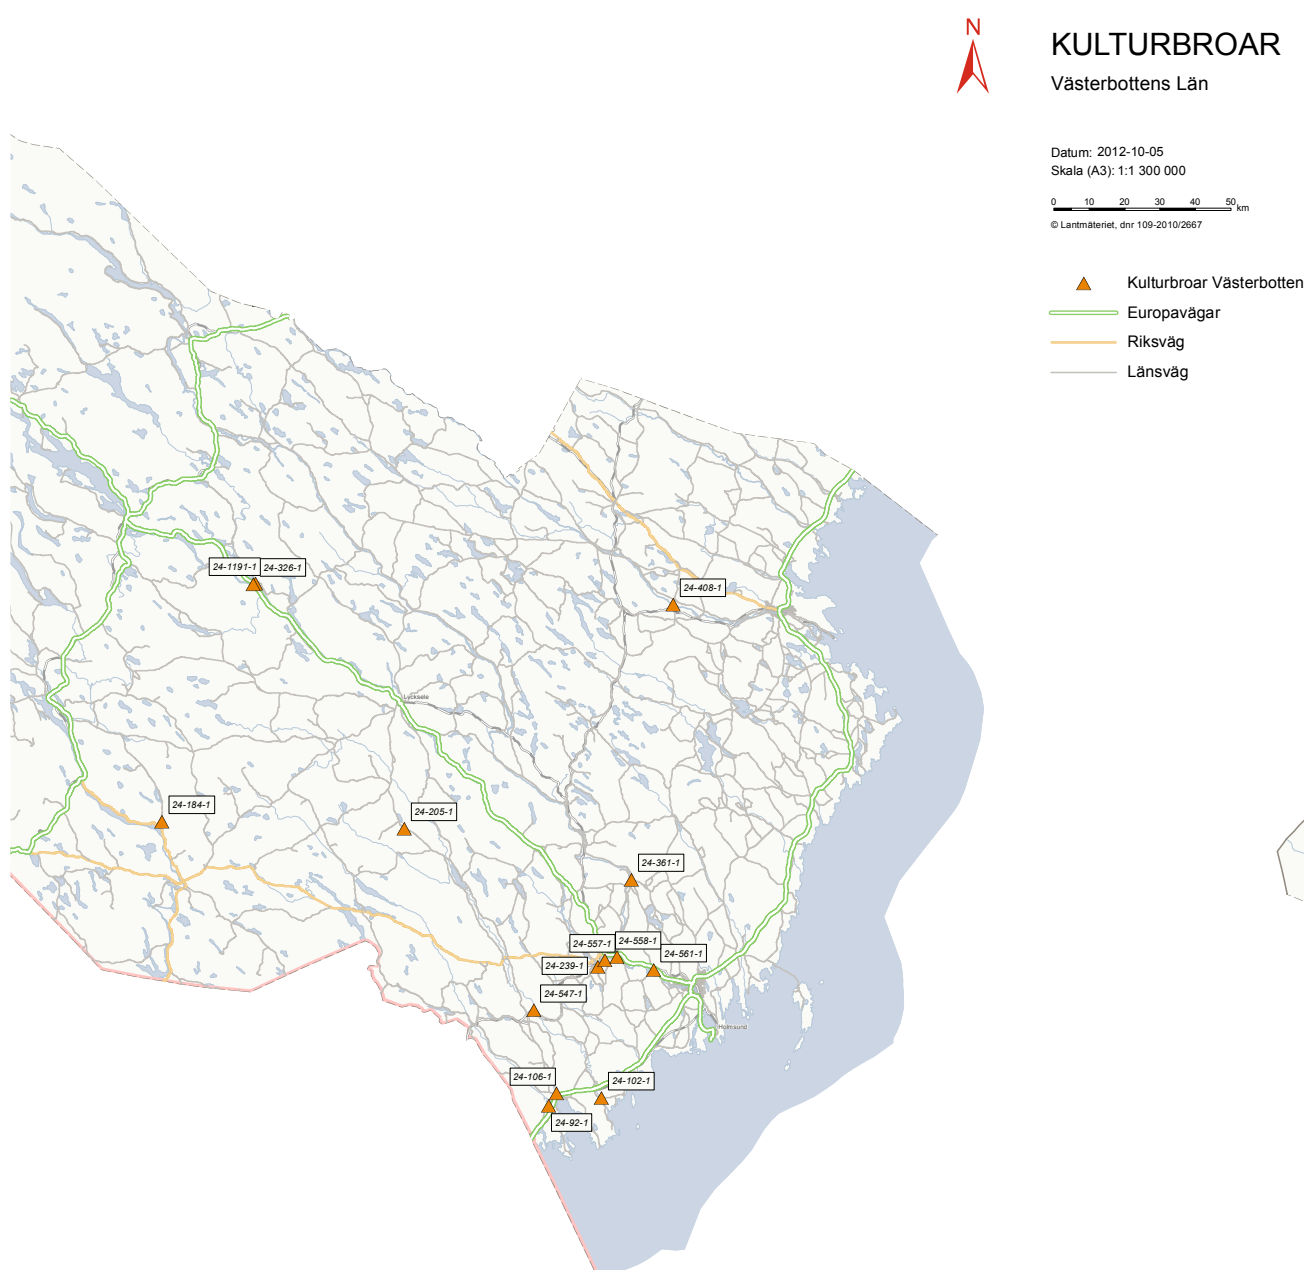 N
KULTURBROAR
Västerbottens Län
Datum: 2012-10-05
Skala (A3): 1:1 300 000
0 10 20 30 40 50 km
© Lantmäteriet, dnr 109-2010/2667
Kulturbroar Västerbotten
Europavägar
Riksväg
Länsväg
24-1191-1
24-326-1
24-408-1
Lycksele
24-184-1
24-205-1
24-361-1
24-557-1
24-558-1
24-561-1
24-239-1
24-547-1
Holmsund
24-106-1
24-102-1
24-92-1